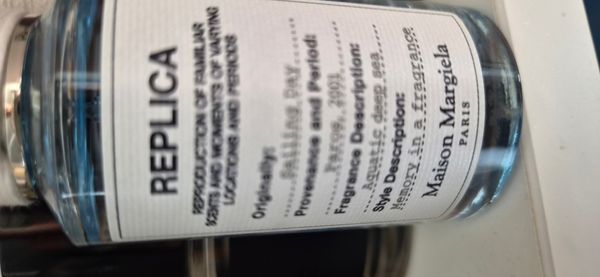 REPLICA
REPRODUCTION OF FAMILIAR
SCENTS AND MOMENTS OF VARYING
LOCATIONS AND PERIODS
Originally:
Sailing DAY
Provenance and Period:
Paros, 2001
Fragrance Description:
Aquatic deep sea
Style Description:
Memory in a fragrance
Maison Margiela
PARIS